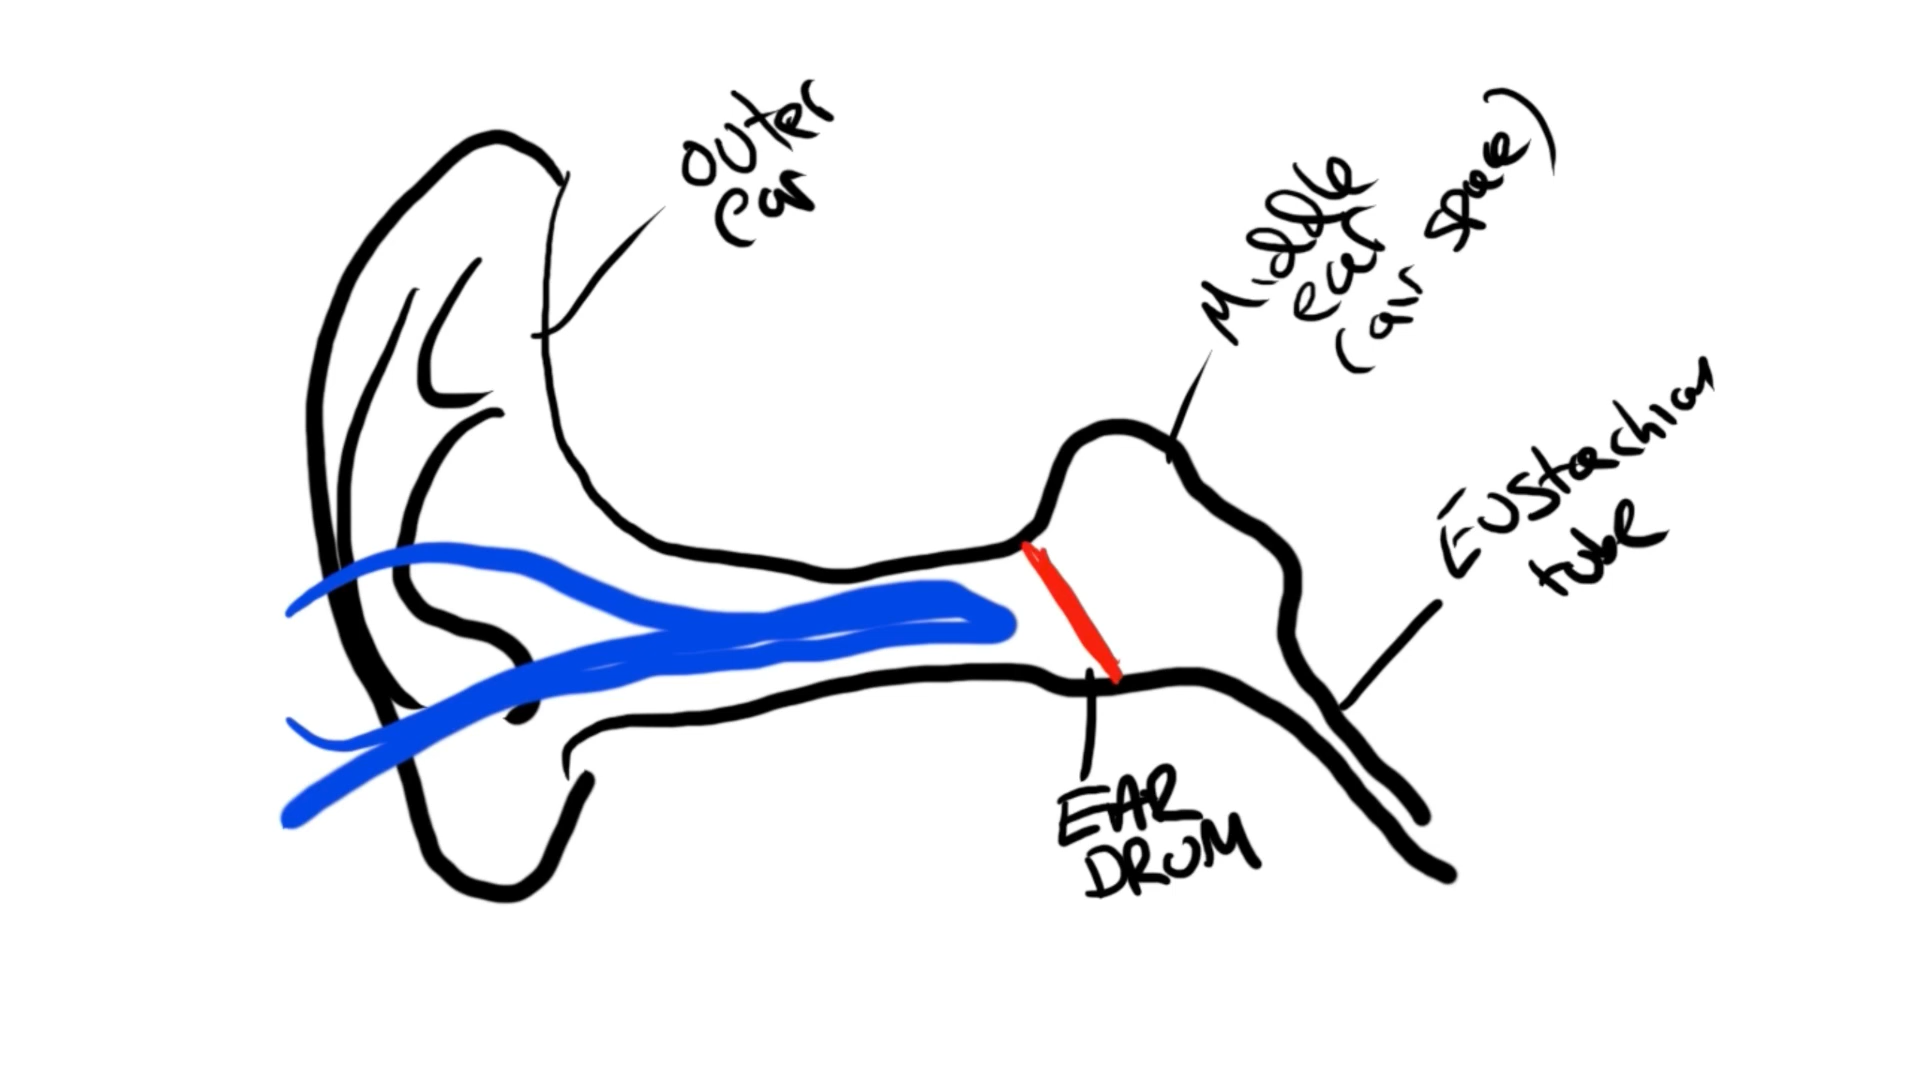 Outer
ear
Middle
ear
(air space)
Eustachian
tube
EAR
DRUM